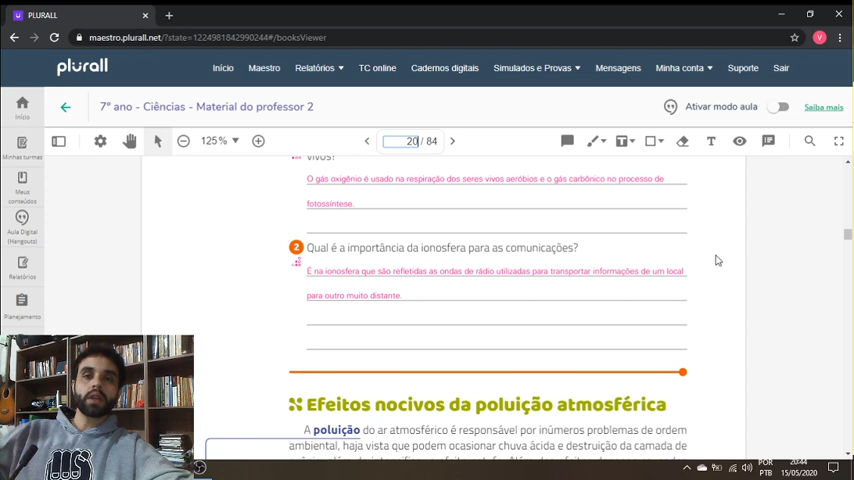 PLURALL
maestro.plurall.net/?state=1224981842990244#/booksViewer
V
plurall
Início
Maestro
Relatórios
TC online
Cadernos digitais
Simulados e Provas
Mensagens
Minha conta
Suporte
Sair
Início
7º ano - Ciências - Material do professor 2
Ativar modo aula
Saiba mais
125%
20 / 84
Minhas turmas
Meus
conteúdos
Aula Digital
(Hangouts)
Relatórios
Planejamento
vivos?
O gás oxigênio é usado na respiração dos seres vivos aeróbios e o gás carbônico no processo de
fotossíntese.
2 Qual é a importância da ionosfera para as comunicações?
É na ionosfera que são refletidas as ondas de rádio utilizadas para transportar informações de um local
para outro muito distante.
Efeitos nocivos da poluição atmosférica
A poluição do ar atmosférico é responsável por inúmeros problemas de ordem
ambiental, haja vista que podem ocasionar chuva ácida e destruição da camada de
POR
PTB
20:44
15/05/2020